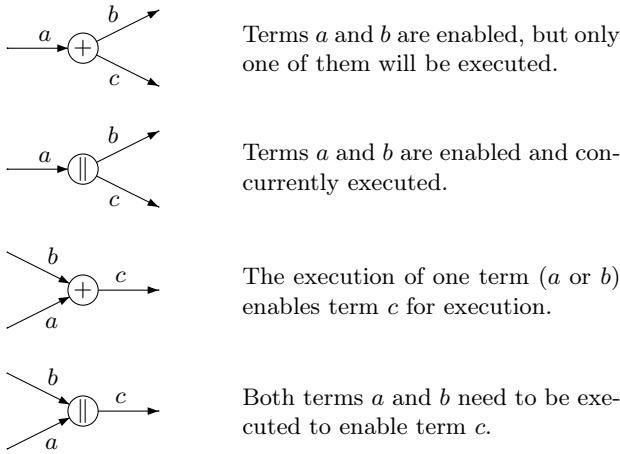 a
+
b
c
Terms a and b are enabled, but only
one of them will be executed.
a
||
b
c
Terms a and b are enabled and con-
currently executed.
b
a
+
c
The execution of one term (a or b)
enables term c for execution.
b
a
||
c
Both terms a and b need to be exe-
cuted to enable term c.